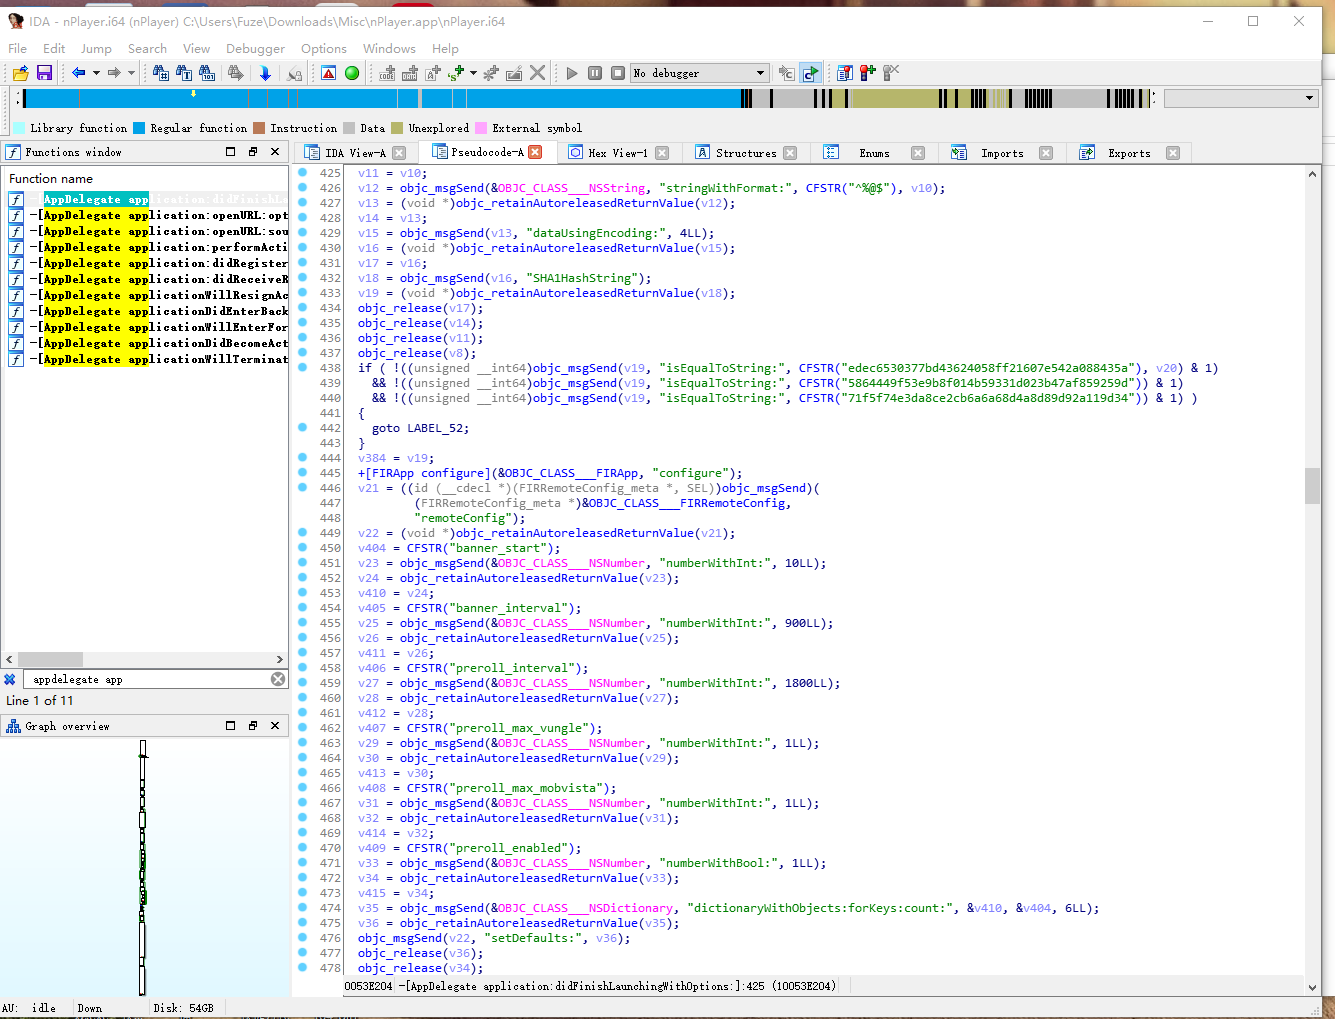 IDA - nPlayer.i64 (nPlayer) C:\Users\Fuze\Downloads\Misc\nPlayer.app\nPlayer.i64
File Edit Jump Search View Debugger Options Windows Help
No debugger
Library function Regular function Instruction Data Unexplored External symbol
Functions window
IDA View-A Pseudocode-A Hex View-1 Structures Enums Imports Exports
Function name
-[AppDelegate application:didFinishLa
-[AppDelegate application:openURL:opt
-[AppDelegate application:openURL:sou
-[AppDelegate application:performActi
-[AppDelegate application:didRegister
-[AppDelegate application:didReceiveR
-[AppDelegate applicationWillResignAc
-[AppDelegate applicationDidEnterBack
-[AppDelegate applicationWillEnterFor
-[AppDelegate applicationDidBecomeAct
-[AppDelegate applicationWillTerminat
appdelegate app
Line 1 of 11
Graph overview
425 v11 = v10;
426 v12 = objc_msgSend(&OBJC_CLASS___NSString, "stringWithFormat:", CFSTR("^%@$"), v10);
427 v13 = (void *)objc_retainAutoreleasedReturnValue(v12);
428 v14 = v13;
429 v15 = objc_msgSend(v13, "dataUsingEncoding:", 4LL);
430 v16 = (void *)objc_retainAutoreleasedReturnValue(v15);
431 v17 = v16;
432 v18 = objc_msgSend(v16, "SHA1HashString");
433 v19 = (void *)objc_retainAutoreleasedReturnValue(v18);
434 objc_release(v17);
435 objc_release(v14);
436 objc_release(v11);
437 objc_release(v8);
438 if ( !((unsigned __int64)objc_msgSend(v19, "isEqualToString:", CFSTR("edec6530377bd43624058ff21607e542a088435a"), v20) & 1)
439 && !((unsigned __int64)objc_msgSend(v19, "isEqualToString:", CFSTR("5864449f53e9b8f014b59331d023b47af859259d")) & 1)
440 && !((unsigned __int64)objc_msgSend(v19, "isEqualToString:", CFSTR("71f5f74e3da8ce2cb6a6a68d4a8d89d92a119d34")) & 1) )
441 {
442 goto LABEL_52;
443 }
444 v384 = v19;
445 +[FIRApp configure](&OBJC_CLASS___FIRApp, "configure");
446 v21 = ((id (__cdecl *)(FIRRemoteConfig_meta *, SEL))objc_msgSend)(
447 (FIRRemoteConfig_meta *)&OBJC_CLASS___FIRRemoteConfig,
448 "remoteConfig");
449 v22 = (void *)objc_retainAutoreleasedReturnValue(v21);
450 v404 = CFSTR("banner_start");
451 v23 = objc_msgSend(&OBJC_CLASS___NSNumber, "numberWithInt:", 10LL);
452 v24 = objc_retainAutoreleasedReturnValue(v23);
453 v410 = v24;
454 v405 = CFSTR("banner_interval");
455 v25 = objc_msgSend(&OBJC_CLASS___NSNumber, "numberWithInt:", 900LL);
456 v26 = objc_retainAutoreleasedReturnValue(v25);
457 v411 = v26;
458 v406 = CFSTR("preroll_interval");
459 v27 = objc_msgSend(&OBJC_CLASS___NSNumber, "numberWithInt:", 1800LL);
460 v28 = objc_retainAutoreleasedReturnValue(v27);
461 v412 = v28;
462 v407 = CFSTR("preroll_max_vungle");
463 v29 = objc_msgSend(&OBJC_CLASS___NSNumber, "numberWithInt:", 1LL);
464 v30 = objc_retainAutoreleasedReturnValue(v29);
465 v413 = v30;
466 v408 = CFSTR("preroll_max_mobvista");
467 v31 = objc_msgSend(&OBJC_CLASS___NSNumber, "numberWithInt:", 1LL);
468 v32 = objc_retainAutoreleasedReturnValue(v31);
469 v414 = v32;
470 v409 = CFSTR("preroll_enabled");
471 v33 = objc_msgSend(&OBJC_CLASS___NSNumber, "numberWithBool:", 1LL);
472 v34 = objc_retainAutoreleasedReturnValue(v33);
473 v415 = v34;
474 v35 = objc_msgSend(&OBJC_CLASS___NSDictionary, "dictionaryWithObjects:forKeys:count:", &v410, &v404, 6LL);
475 v36 = objc_retainAutoreleasedReturnValue(v35);
476 objc_msgSend(v22, "setDefaults:", v36);
477 objc_release(v36);
478 objc_release(v34);
0053E204 -[AppDelegate application:didFinishLaunchingWithOptions:]:425 (10053E204)
AU: idle Down Disk: 54GB